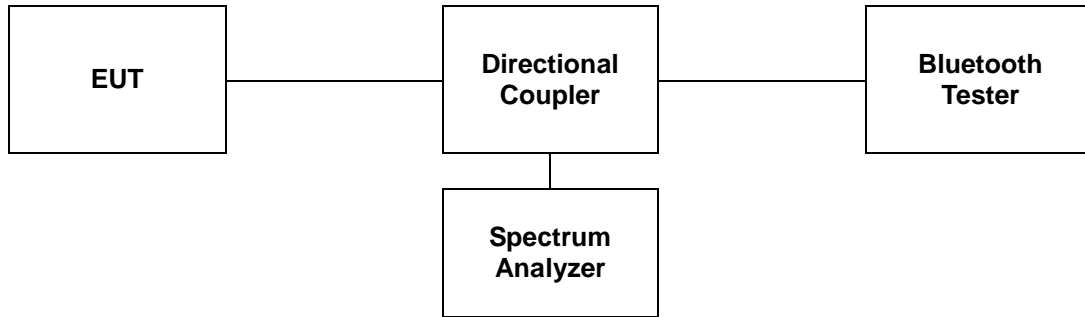 EUT
Directional
Coupler
Bluetooth
Tester
Spectrum
Analyzer